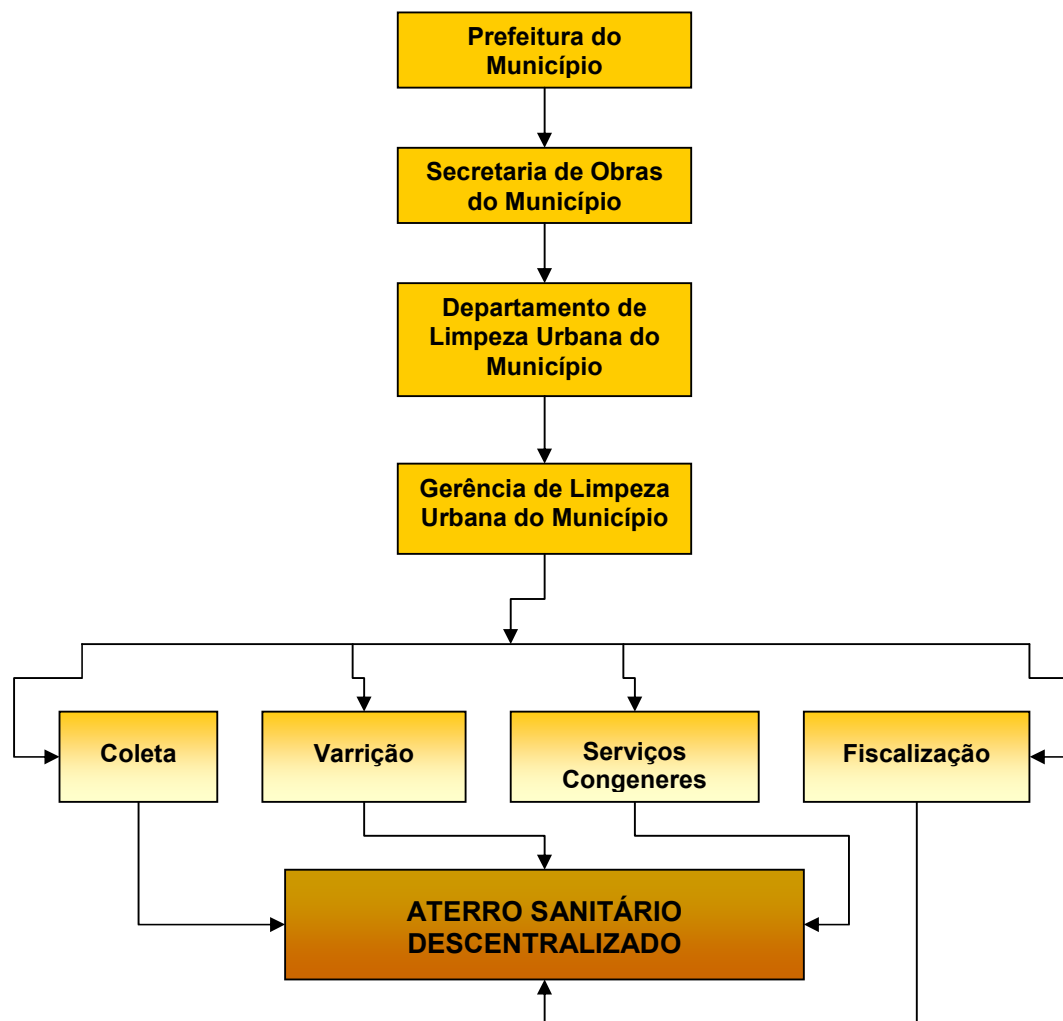 Prefeitura do
Município
Secretaria de Obras
do Município
Departamento de
Limpeza Urbana do
Município
Gerência de Limpeza
Urbana do Município
Coleta
Varrição
Serviços
Congeneres
Fiscalização
ATERRO SANITÁRIO
DESCENTRALIZADO